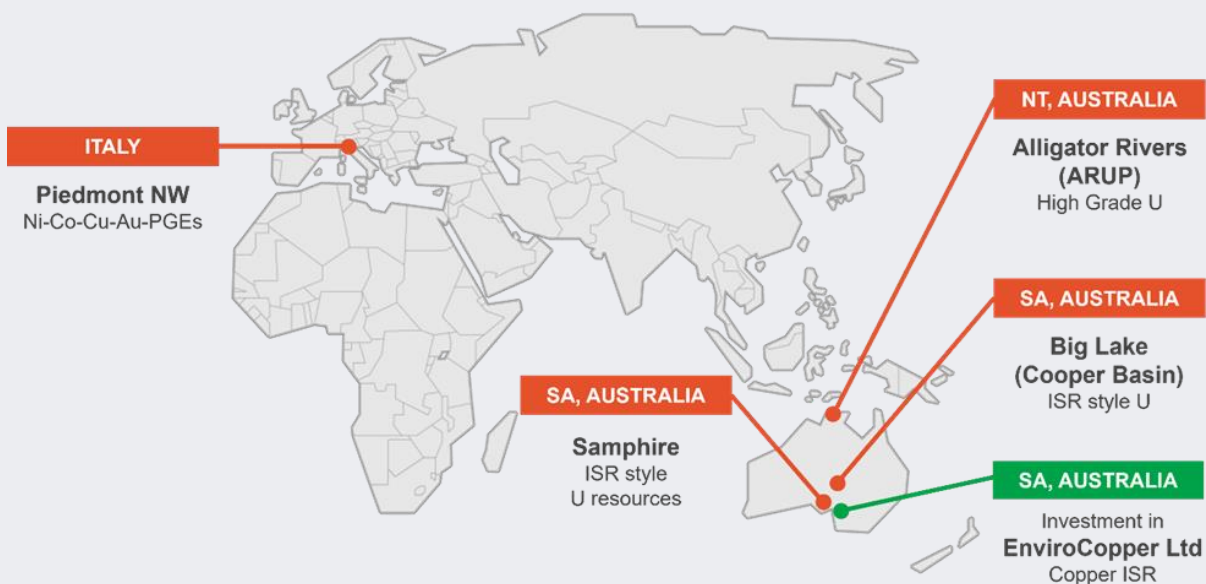 ITALY
Piedmont NW
Ni-Co-Cu-Au-PGEs
NT, AUSTRALIA
Alligator Rivers
(ARUP)
High Grade U
SA, AUSTRALIA
Big Lake
(Cooper Basin)
ISR style U
SA, AUSTRALIA
Samphire
ISR style
U resources
SA, AUSTRALIA
Investment in
EnviroCopper Ltd
Copper ISR